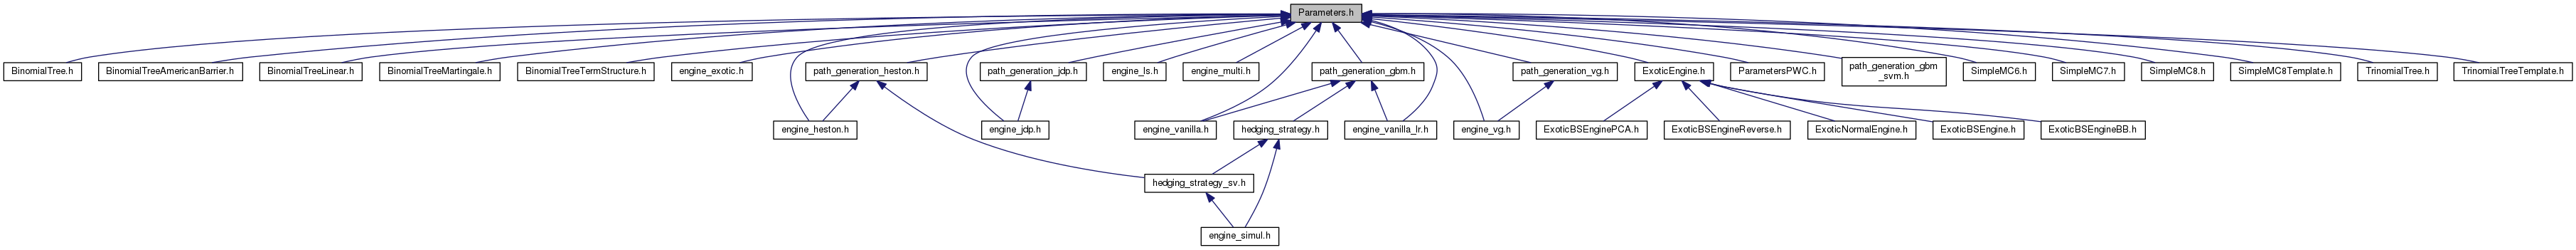 Parameters.h
BinomialTree.h
BinomialTreeAmericanBarrier.h
BinomialTreeLinear.h
BinomialTreeMartingale.h
BinomialTreeTermStructure.h
engine_exotic.h
path_generation_heston.h
path_generation_jdp.h
engine_ls.h
engine_multi.h
path_generation_gbm.h
path_generation_vg.h
ExoticEngine.h
ParametersPWC.h
path_generation_gbm
_svm.h
SimpleMC6.h
SimpleMC7.h
SimpleMC8.h
SimpleMC8Template.h
TrinomialTree.h
TrinomialTreeTemplate.h
engine_heston.h
engine_jdp.h
engine_vanilla.h
hedging_strategy.h
engine_vanilla_lr.h
engine_vg.h
ExoticBSEnginePCA.h
ExoticBSEngineReverse.h
ExoticNormalEngine.h
ExoticBSEngine.h
ExoticBSEngineBB.h
hedging_strategy_sv.h
engine_simul.h